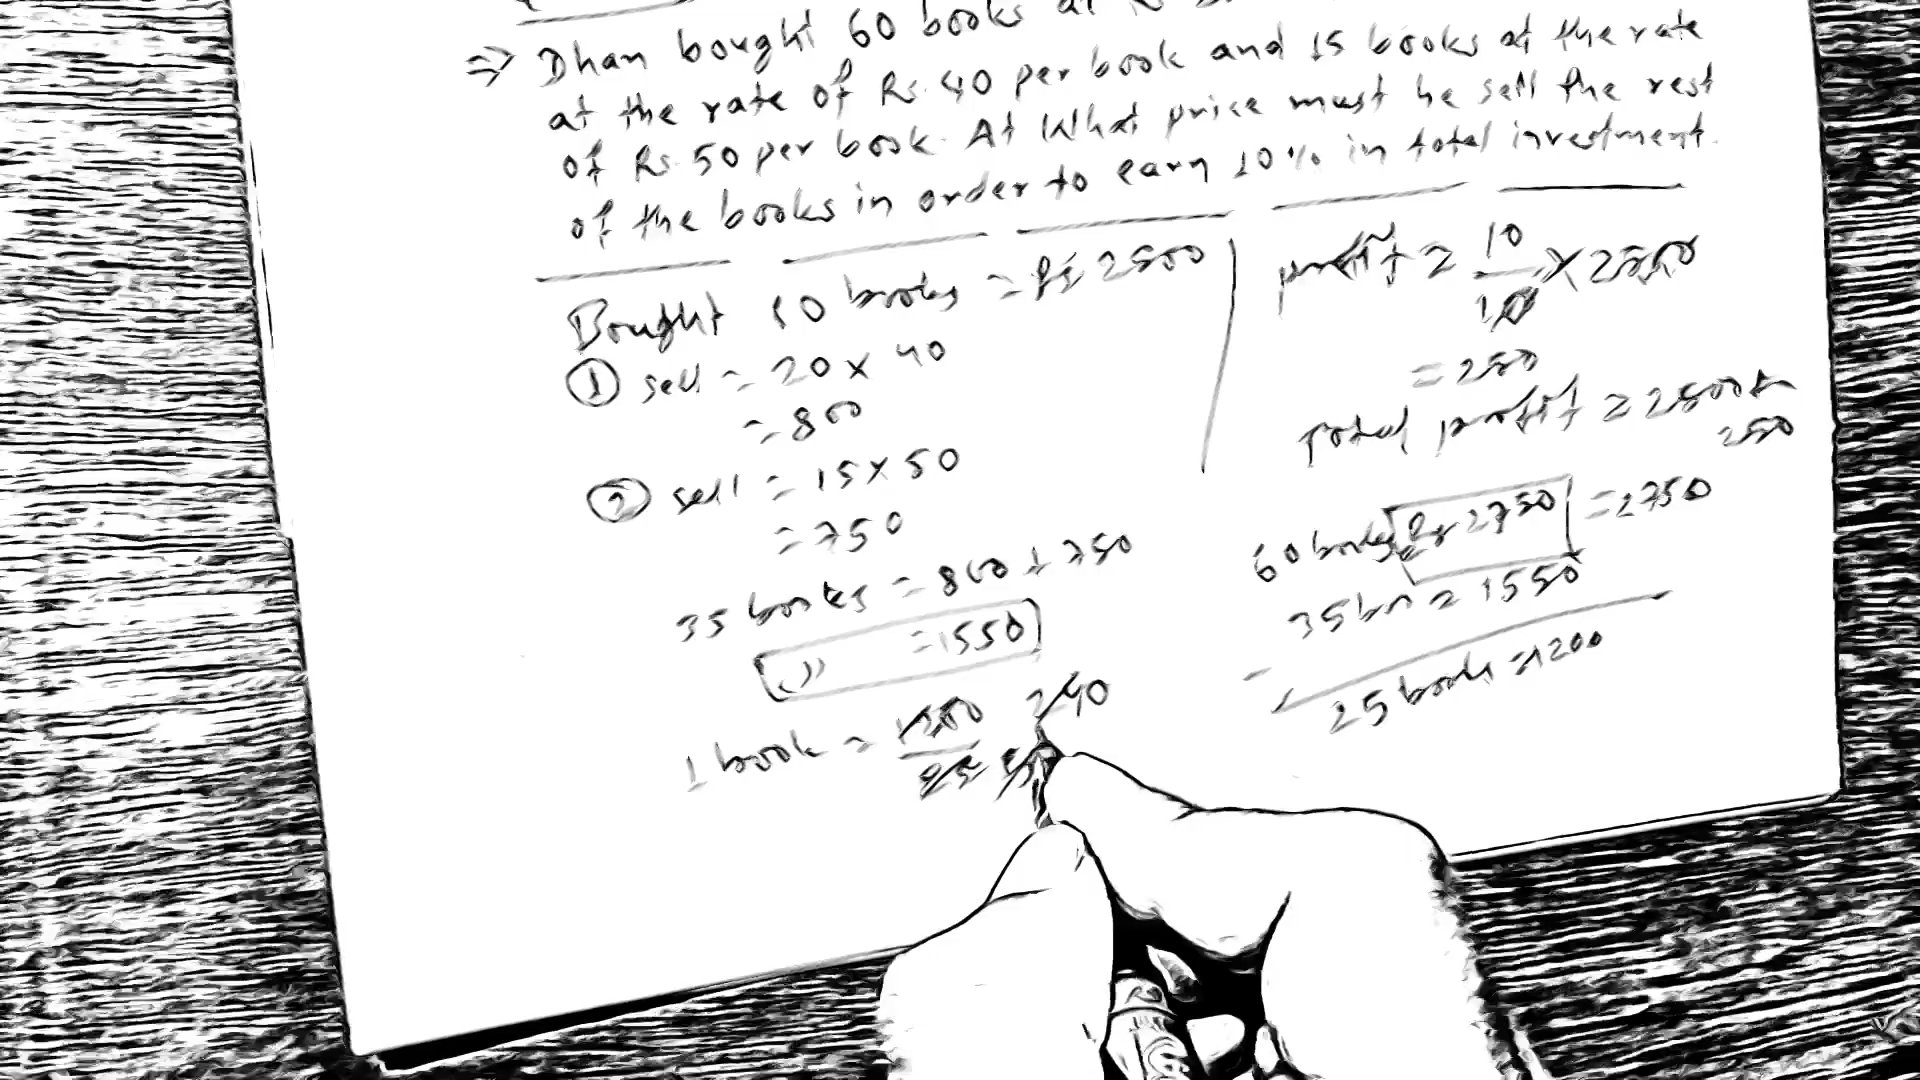 ⇒ Dhan bought 60 books at
at the rate of Rs. 40 per book and 15 books at the rate
of Rs. 50 per book. At What price must he sell the rest
of the books in order to earn 10% in total investment.
Bought 60 books = Rs 2500
① sell = 20 x 40
= 800
② sell = 15 x 50
= 750
35 books = 800 + 750
= 1550
1 book =
profit = 10/100 x 2500
= 250
total profit = 2500 +
250
= 2750
60 books Rs 2750
35 = 1550
-
25 books = 1200